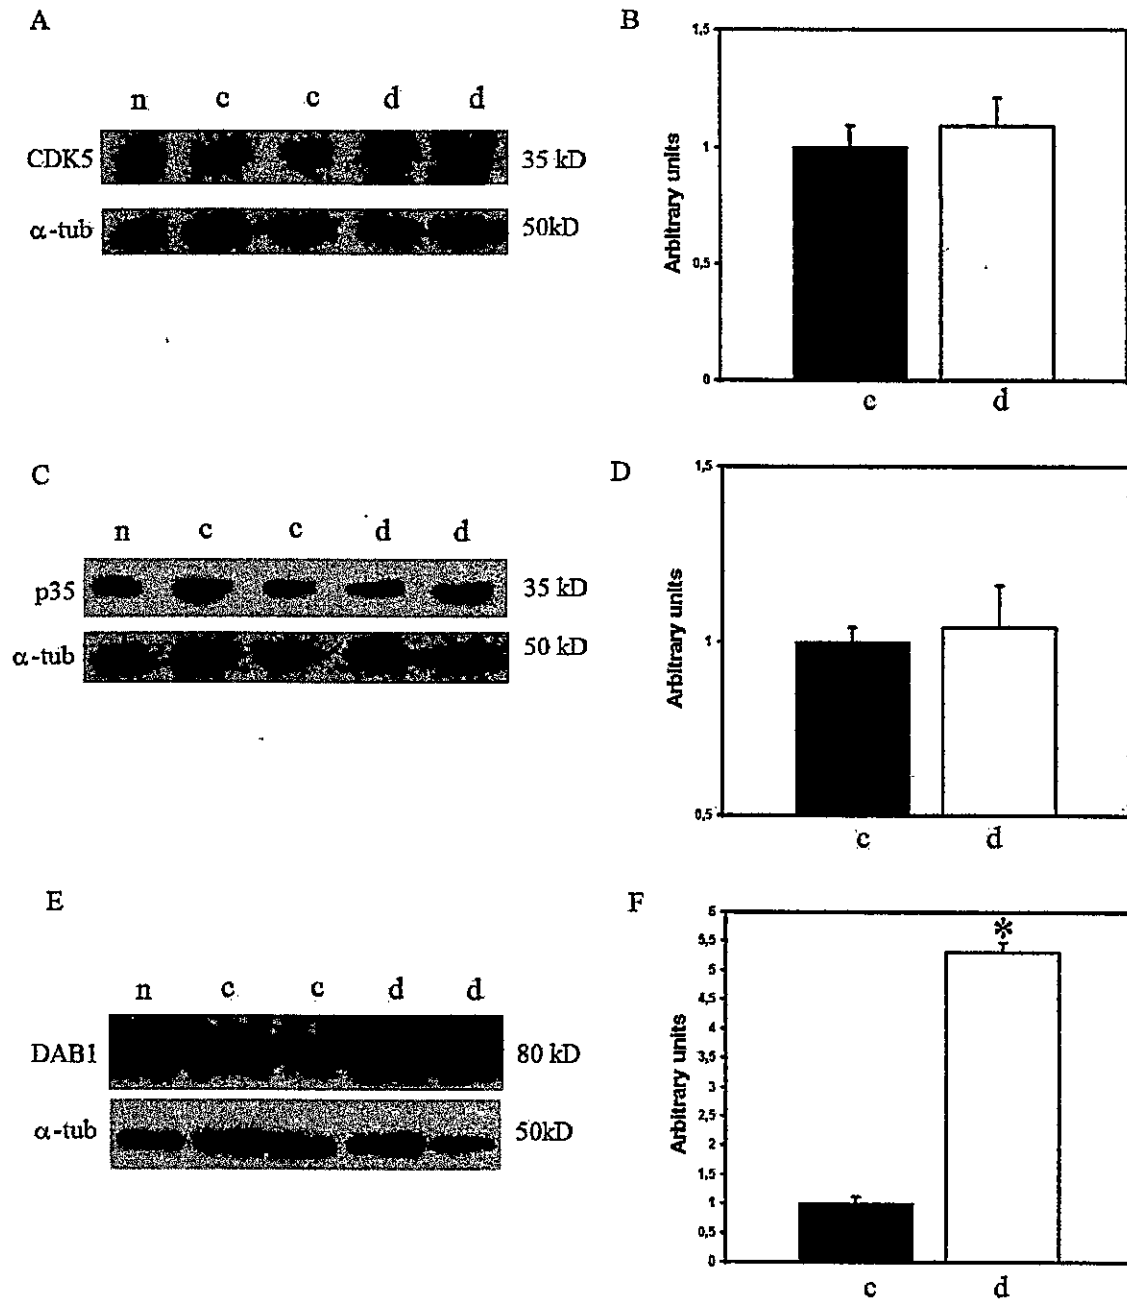 A
n c c d d
CDK5 35 kD
α-tub 50kD
B
1,5
1
0,5
0
Arbitrary units
c d
C
n c c d d
p35 35 kD
α-tub 50 kD
D
1,5
1
0,5
Arbitrary units
c d
E
n c c d d
DAB1 80 kD
α-tub 50kD
F
6
5,5
5
4,5
4
3,5
3
2,5
2
1,5
1
0,5
0
Arbitrary units
*
c d